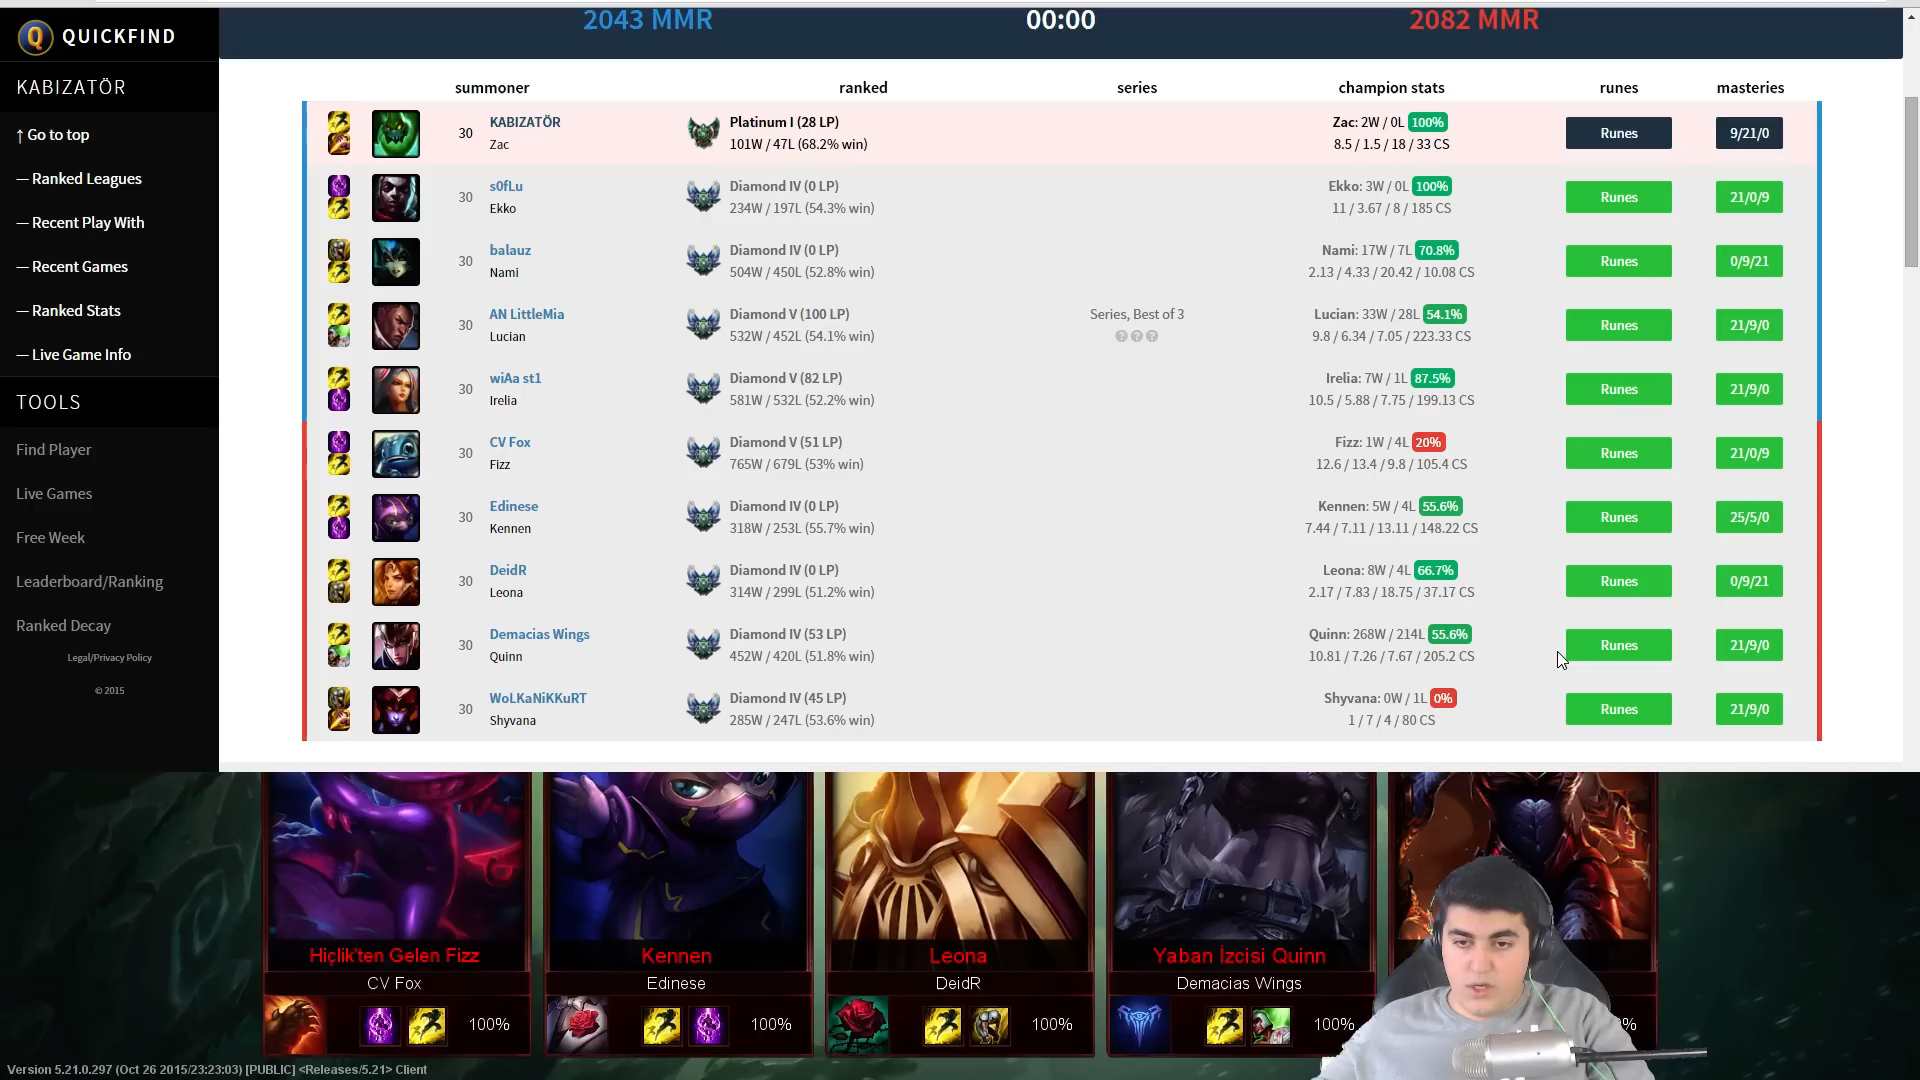 2043 MMR
00:00
2082 MMR
QUICKFIND
KABIZATÖR
↑ Go to top
— Ranked Leagues
— Recent Play With
— Recent Games
— Ranked Stats
— Live Game Info
TOOLS
Find Player
Live Games
Free Week
Leaderboard/Ranking
Ranked Decay
Legal/Privacy Policy
© 2015
summoner ranked series champion stats runes masteries
30 KABIZATÖR Platinum I (28 LP) Zac: 2W / 0L 100% Runes 9/21/0
Zac 101W / 47L (68.2% win) 8.5 / 1.5 / 18 / 33 CS
30 s0fLu Diamond IV (0 LP) Ekko: 3W / 0L 100% Runes 21/0/9
Ekko 234W / 197L (54.3% win) 11 / 3.67 / 8 / 185 CS
30 balauz Diamond IV (0 LP) Nami: 17W / 7L 70.8% Runes 0/9/21
Nami 504W / 450L (52.8% win) 2.13 / 4.33 / 20.42 / 10.08 CS
30 AN LittleMia Diamond V (100 LP) Series, Best of 3 Lucian: 33W / 28L 54.1% Runes 21/9/0
Lucian 532W / 452L (54.1% win) ? ? ? 9.8 / 6.34 / 7.05 / 223.33 CS
30 wiAa st1 Diamond V (82 LP) Irelia: 7W / 1L 87.5% Runes 21/9/0
Irelia 581W / 532L (52.2% win) 10.5 / 5.88 / 7.75 / 199.13 CS
30 CV Fox Diamond V (51 LP) Fizz: 1W / 4L 20% Runes 21/0/9
Fizz 765W / 679L (53% win) 12.6 / 13.4 / 9.8 / 105.4 CS
30 Edinese Diamond IV (0 LP) Kennen: 5W / 4L 55.6% Runes 25/5/0
Kennen 318W / 253L (55.7% win) 7.44 / 7.11 / 13.11 / 148.22 CS
30 DeidR Diamond IV (0 LP) Leona: 8W / 4L 66.7% Runes 0/9/21
Leona 314W / 299L (51.2% win) 2.17 / 7.83 / 18.75 / 37.17 CS
30 Demacias Wings Diamond IV (53 LP) Quinn: 268W / 214L 55.6% Runes 21/9/0
Quinn 452W / 420L (51.8% win) 10.81 / 7.26 / 7.67 / 205.2 CS
30 WoLKaNiKKuRT Diamond IV (45 LP) Shyvana: 0W / 1L 0% Runes 21/9/0
Shyvana 285W / 247L (53.6% win) 1 / 7 / 4 / 80 CS
Hiçlik'ten Gelen Fizz Kennen Leona Yaban İzcisi Quinn
CV Fox Edinese DeidR Demacias Wings
100% 100% 100% 100% %
Version 5.21.0.297 (Oct 26 2015/23:23:03) [PUBLIC] <Releases/5.21> Client